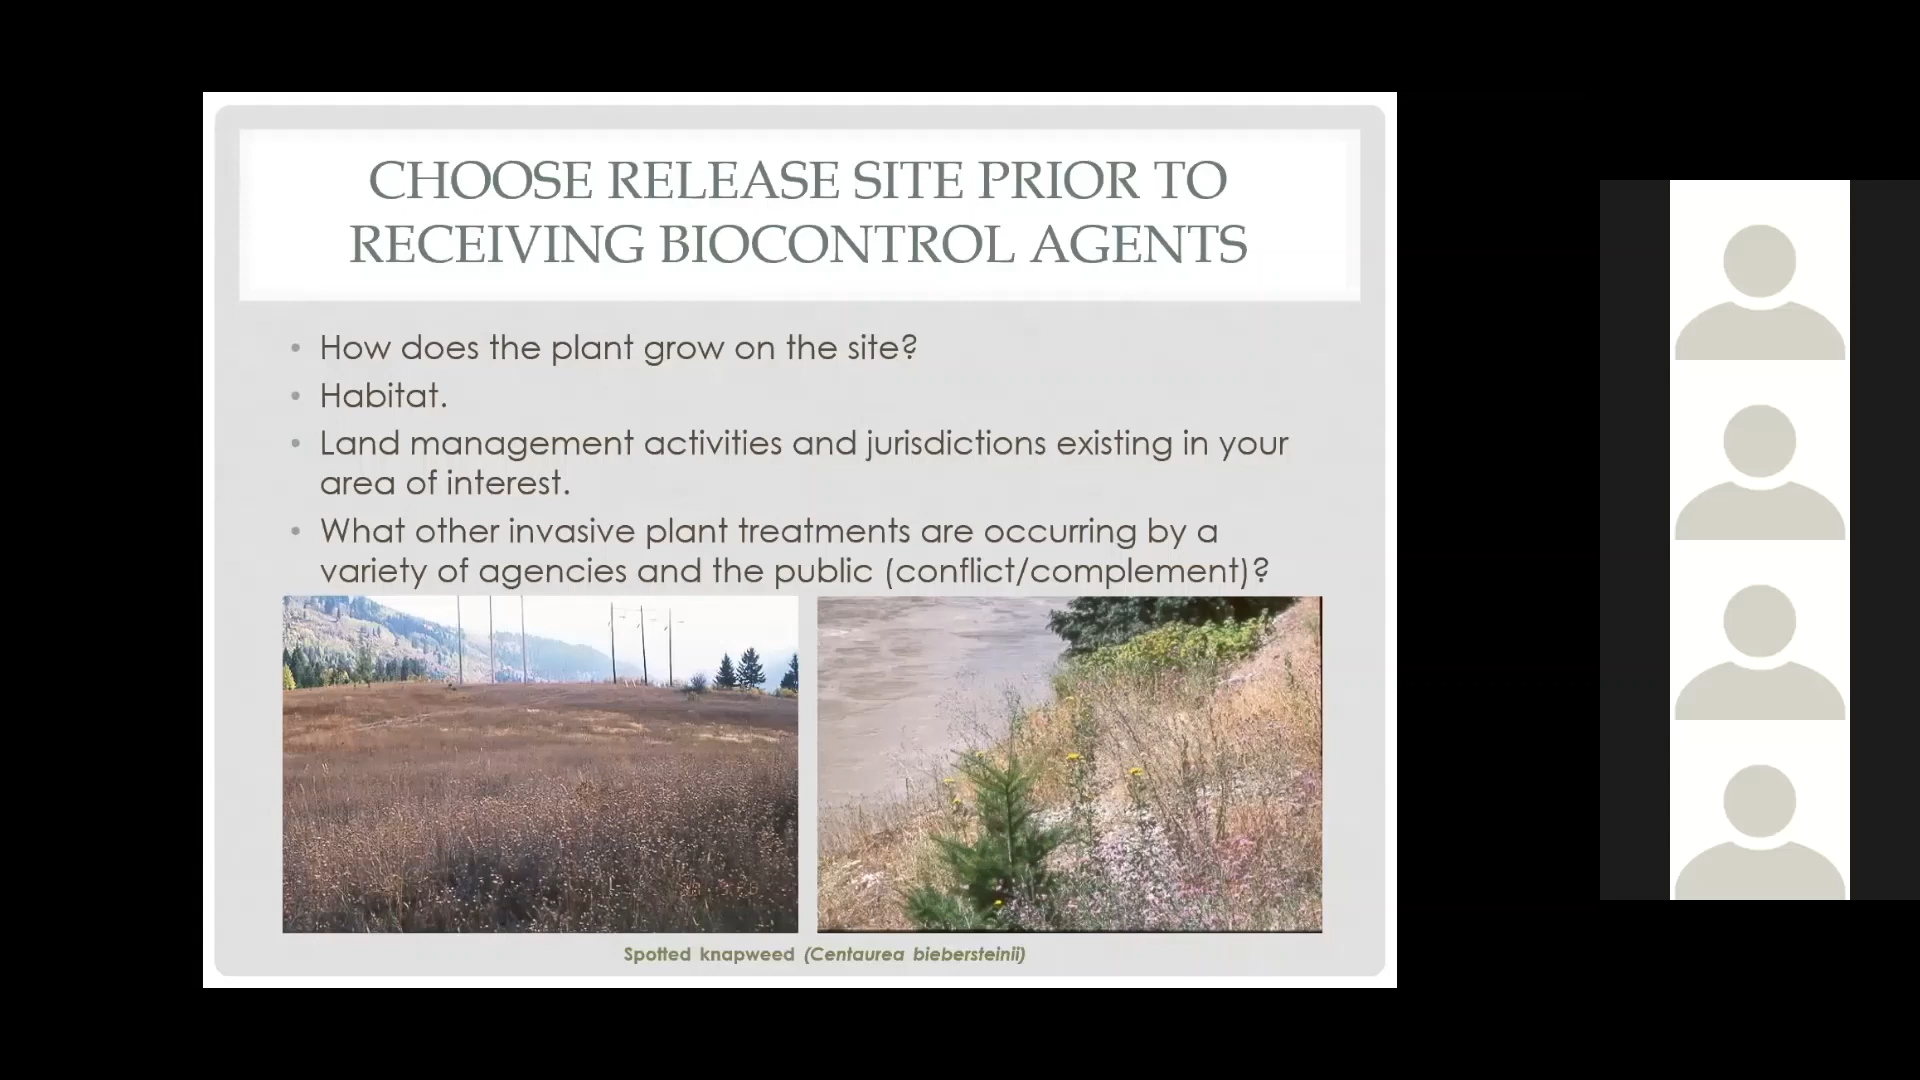 CHOOSE RELEASE SITE PRIOR TO
RECEIVING BIOCONTROL AGENTS
• How does the plant grow on the site?
• Habitat.
• Land management activities and jurisdictions existing in your
area of interest.
• What other invasive plant treatments are occurring by a
variety of agencies and the public (conflict/complement)?
Spotted knapweed (Centaurea biebersteinii)